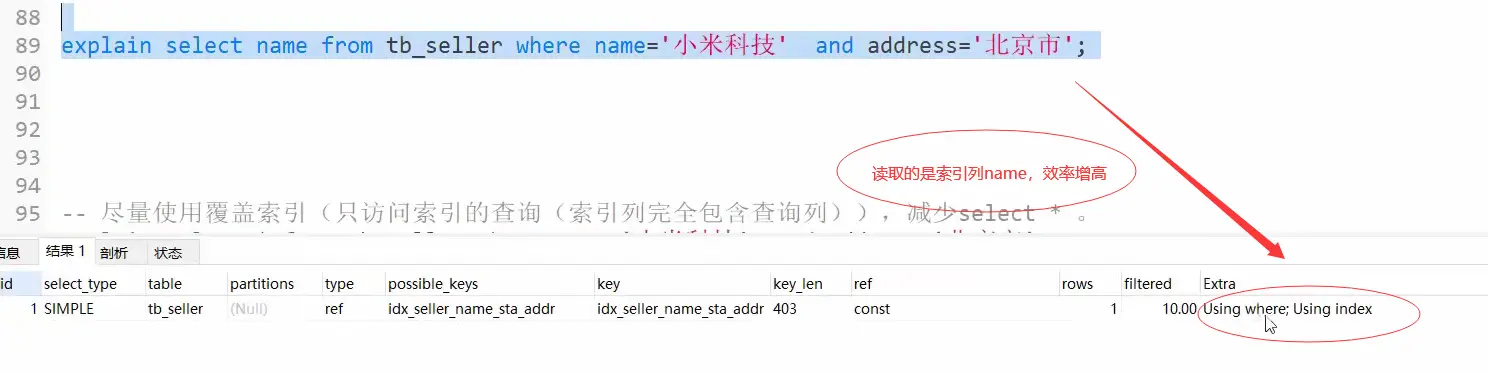 88
89 explain select name from tb_seller where name='小米科技'  and address='北京市';
90
91
92
93
读取的是索引列name，效率增高
94
95 -- 尽量使用覆盖索引（只访问索引的查询（索引列完全包含查询列）），减少select * 。
信息 结果 1 剖析 状态
id select_type table partitions type possible_keys key key_len ref rows filtered Extra
1 SIMPLE tb_seller (Null) ref idx_seller_name_sta_addr idx_seller_name_sta_addr 403 const 1 10.00 Using where; Using index